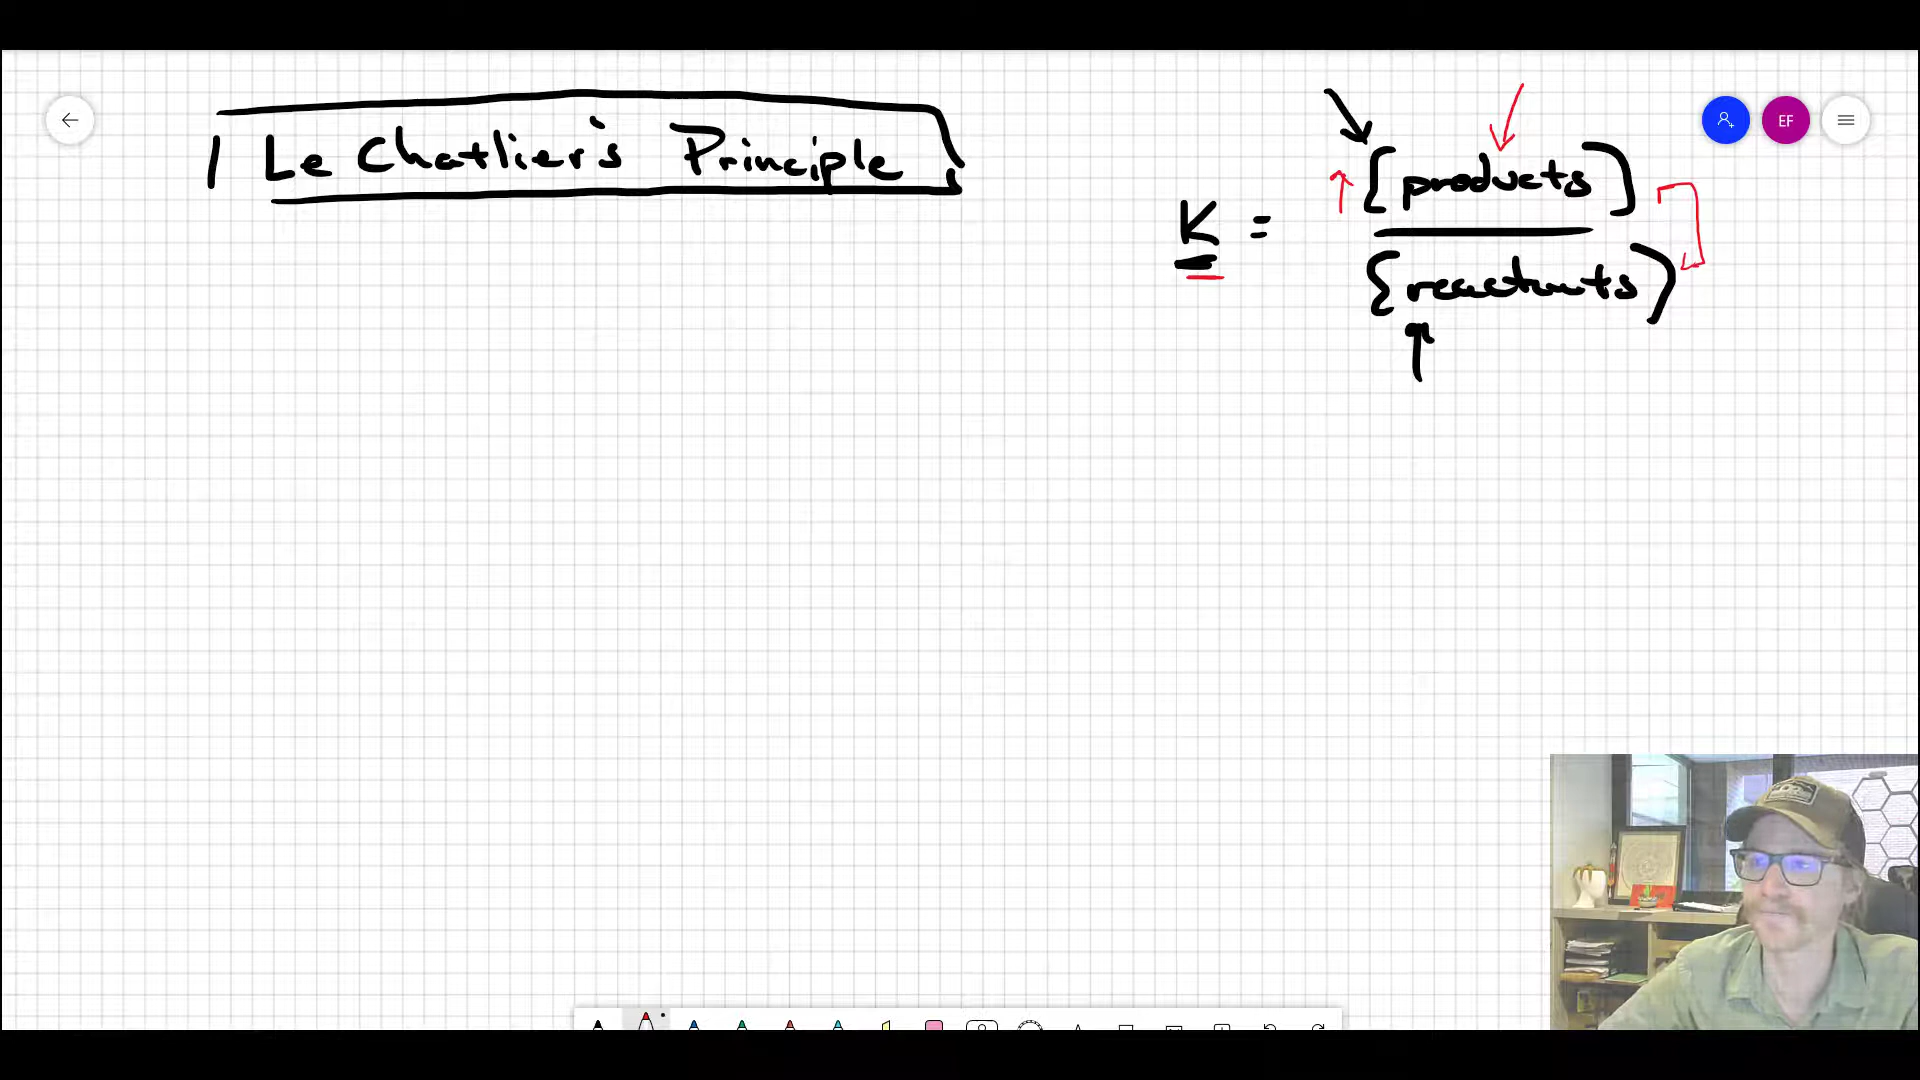 Le Chatlier's Principle
EF
K = [products]
[reactants]